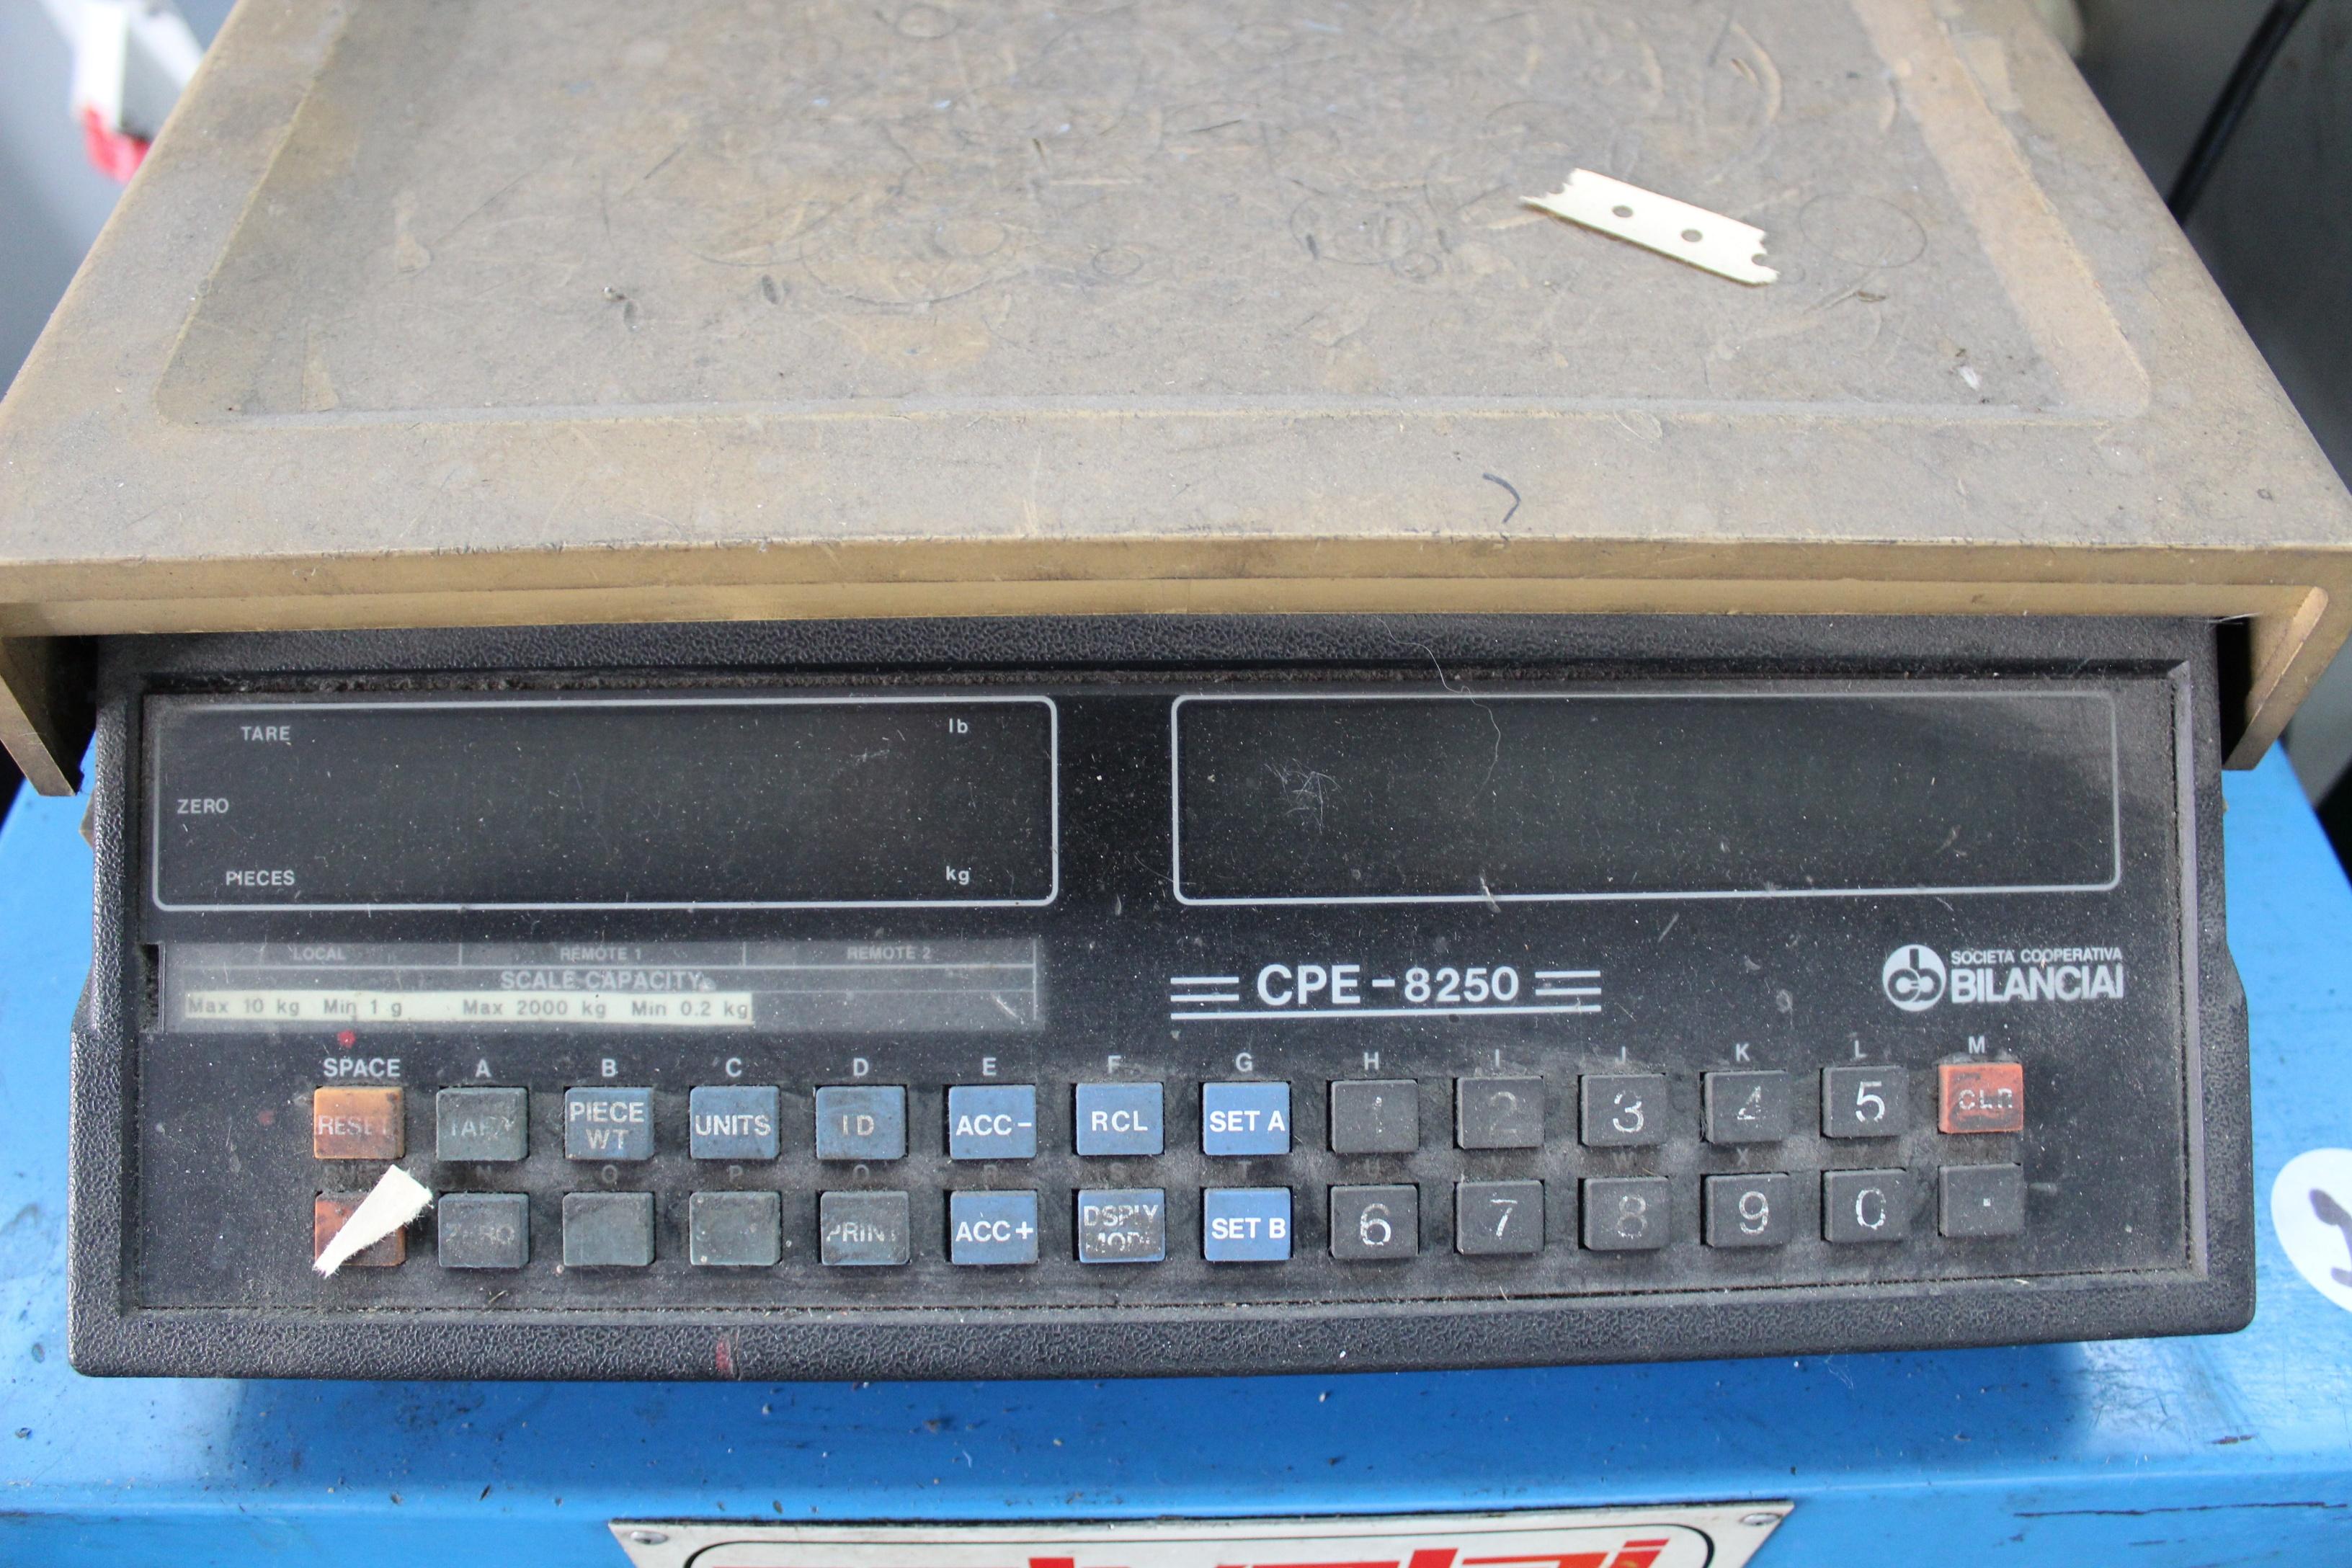 TARE lb
ZERO
PIECES kg
LOCAL REMOTE 1 REMOTE 2
SCALE CAPACITY
Max 10 kg Min 1 g Max 2000 kg Min 0.2 kg
CPE-8250
SOCIETA' COOPERATIVA
BILANCIAI
SPACE A B C D E F G H I J K L M
RESET TARA PIECE WT UNITS ID ACC- RCL SET A 1 2 3 4 5 CLR
N Q P O R S T U V W X
ZERO PRINT ACC+ DSPLY MODE SET B 6 7 8 9 0 .